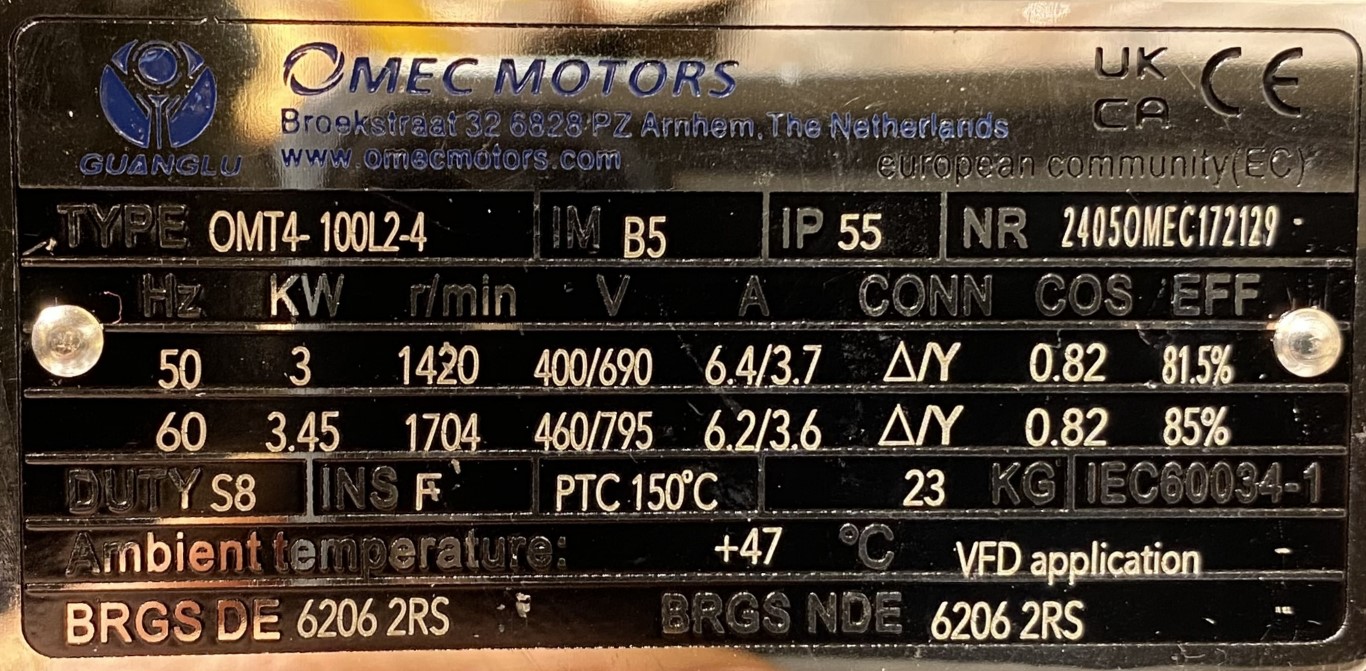 OMEC MOTORS
UK
CA
CE
Broekstraat 32 6828 PZ Arnhem, The Netherlands
GUANGLU
www.omecmotors.com
european community(EC)
TYPE OMT4-100L2-4 IM B5 IP 55 NR 24050MEC172129
Hz KW r/min V A CONN COS EFF
50 3 1420 400/690 6.4/3.7 Δ/Y 0.82 81.5%
60 3.45 1704 460/795 6.2/3.6 Δ/Y 0.82 85%
DUTY S8 INS F PTC 150°C 23 KG IEC60034-1
Ambient temperature: +47 °C VFD application
BRGS DE 6206 2RS BRGS NDE 6206 2RS